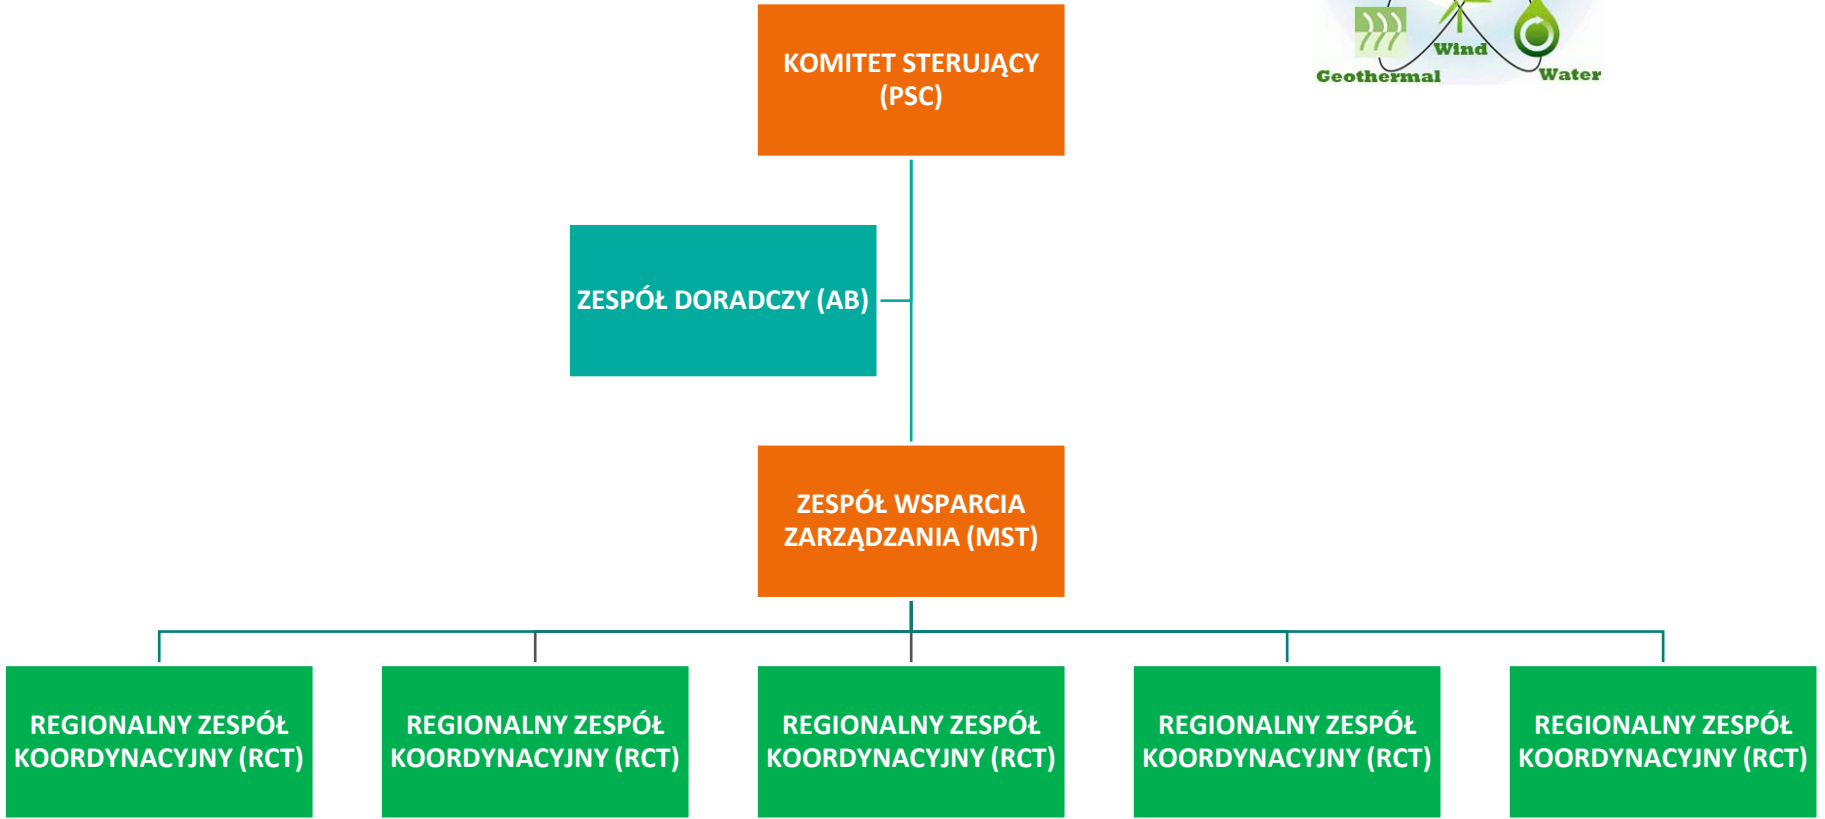 KOMITET STERUJĄCY
(PSC)
Wind
Geothermal
Water
ZESPÓŁ DORADCZY (AB)
ZESPÓŁ WSPARCIA
ZARZĄDZANIA (MST)
REGIONALNY ZESPÓŁ
KOORDYNACYJNY (RCT)
REGIONALNY ZESPÓŁ
KOORDYNACYJNY (RCT)
REGIONALNY ZESPÓŁ
KOORDYNACYJNY (RCT)
REGIONALNY ZESPÓŁ
KOORDYNACYJNY (RCT)
REGIONALNY ZESPÓŁ
KOORDYNACYJNY (RCT)